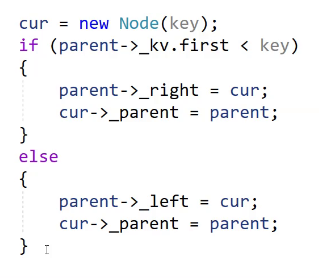 cur = new Node(key);
if (parent->_kv.first < key)
{
    parent->_right = cur;
    cur->_parent = parent;
}
else
{
    parent->_left = cur;
    cur->_parent = parent;
}